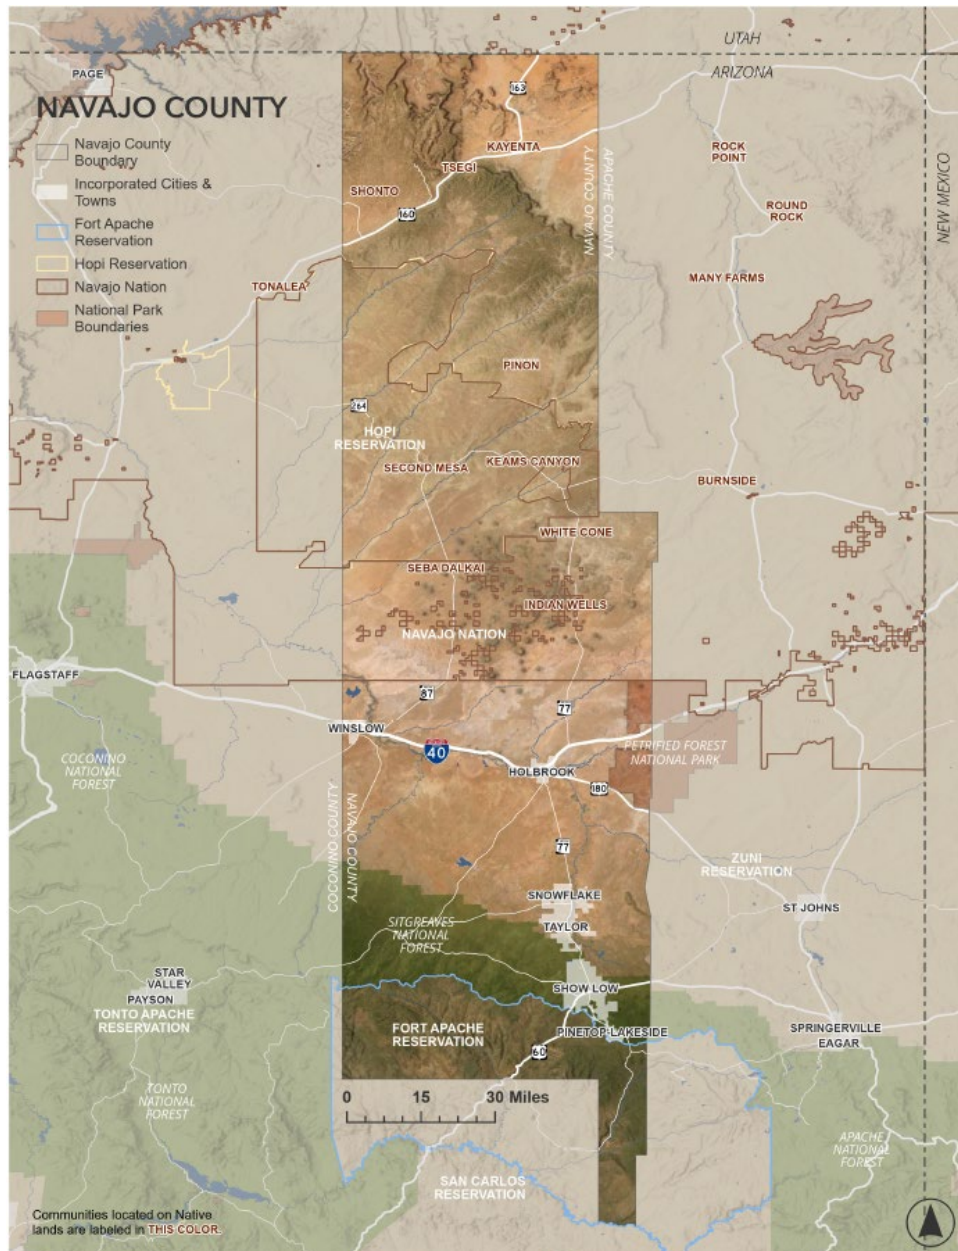 UTAH
ARIZONA
PAGE
NAVAJO COUNTY
Navajo County
Boundary
Incorporated Cities &
Towns
Fort Apache
Reservation
Hopi Reservation
Navajo Nation
National Park
Boundaries
163
KAYENTA
TSEGI
SHONTO
160
TONALEA
NAVAJO COUNTY
APACHE COUNTY
ROCK
POINT
ROUND
ROCK
MANY FARMS
NEW MEXICO
PINON
264
HOPI
RESERVATION
SECOND MESA
KEAMS CANYON
BURNSIDE
WHITE CONE
SEBA DALKAI
INDIAN WELLS
NAVAJO NATION
FLAGSTAFF
87
77
WINSLOW
40
PETRIFIED FOREST
NATIONAL PARK
COCONINO
NATIONAL
FOREST
HOLBROOK
180
COCONINO COUNTY
NAVAJO COUNTY
77
ZUNI
RESERVATION
SNOWFLAKE
ST JOHNS
TAYLOR
SITGREAVES
NATIONAL
FOREST
STAR
VALLEY
PAYSON
TONTO APACHE
RESERVATION
SHOW LOW
FORT APACHE
RESERVATION
PINETOP-LAKESIDE
SPRINGERVILLE
EAGAR
60
TONTO
NATIONAL
FOREST
0 15 30 Miles
APACHE
NATIONAL
FOREST
SAN CARLOS
RESERVATION
Communities located on Native
lands are labeled in THIS COLOR.